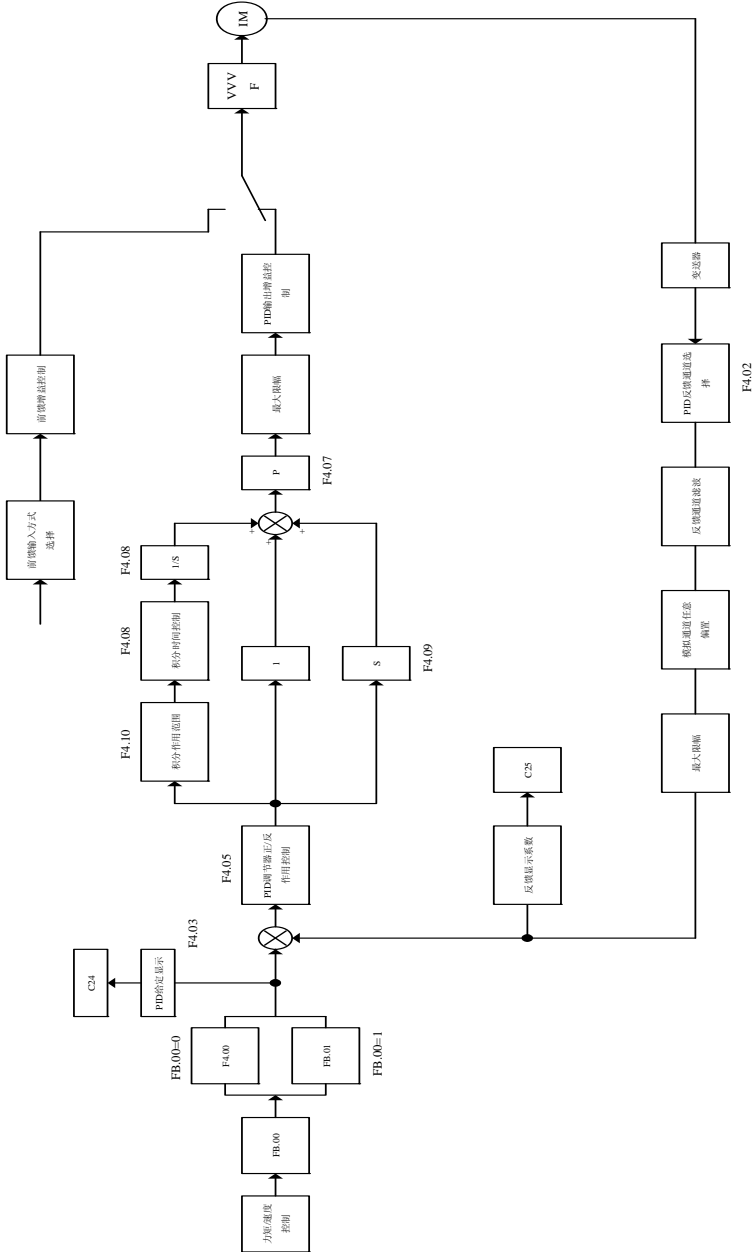 力矩/速度
控制
FB.00
FB.00=0
F4.00
FB.01
FB.00=1
C24
PID给定显示
F4.03
F4.05
PID调节器正/反
作用控制
F4.10
积分作用范围
F4.08
积分时间控制
F4.08
1/S
1
S
F4.09
+
+
+
P
F4.07
最大限幅
PID输出增益控
制
前馈输入方式
选择
前馈增益控制
VVV
F
IM
变送器
PID反馈通道选
择
F4.02
反馈通道滤波
模拟通道任意
偏置
最大限幅
反馈显示系数
C25